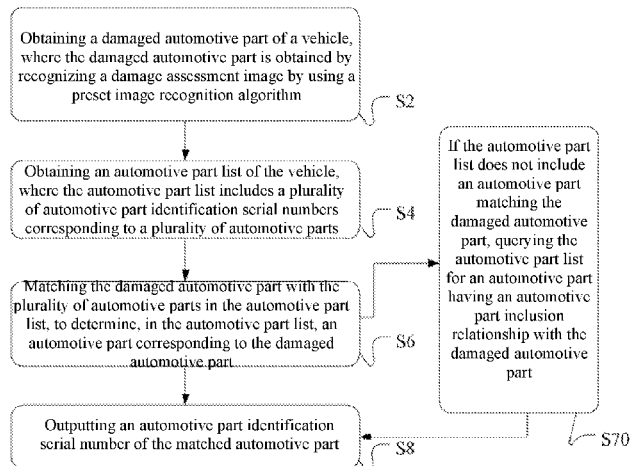 Obtaining a damaged automotive part of a vehicle,
where the damaged automotive part is obtained by
recognizing a damage assessment image by using a
preset image recognition algorithm
S2
Obtaining an automotive part list of the vehicle,
where the automotive part list includes a plurality
of automotive part identification serial numbers
corresponding to a plurality of automotive parts
S4
Matching the damaged automotive part with the
plurality of automotive parts in the automotive part
list, to determine, in the automotive part list, an
automotive part corresponding to the damaged
automotive part
S6
If the automotive part
list does not include
an automotive part
matching the
damaged automotive
part, querying the
automotive part list
for an automotive part
having an automotive
part inclusion
relationship with the
damaged automotive
part
S70
Outputting an automotive part identification
serial number of the matched automotive part
S8